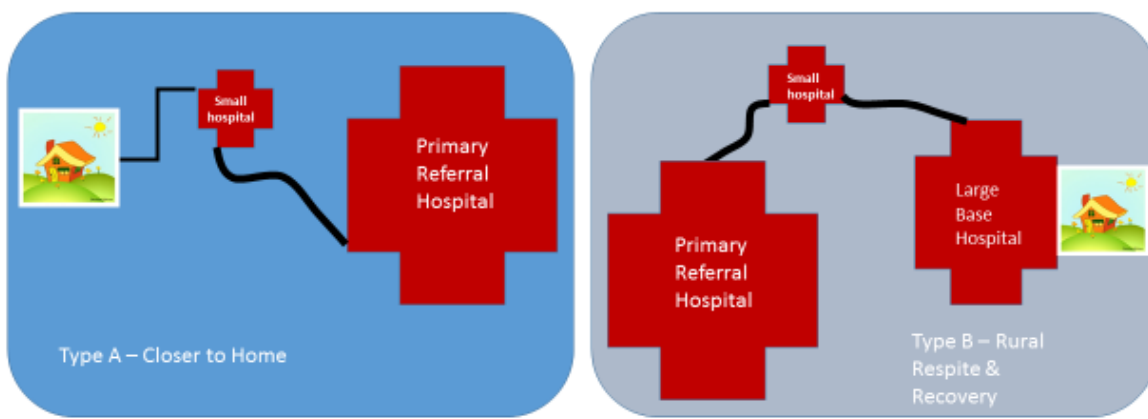 Small
hospital
Primary
Referral
Hospital
Type A – Closer to Home
Small
hospital
Primary
Referral
Hospital
Large
Base
Hospital
Type B – Rural
Respite &
Recovery